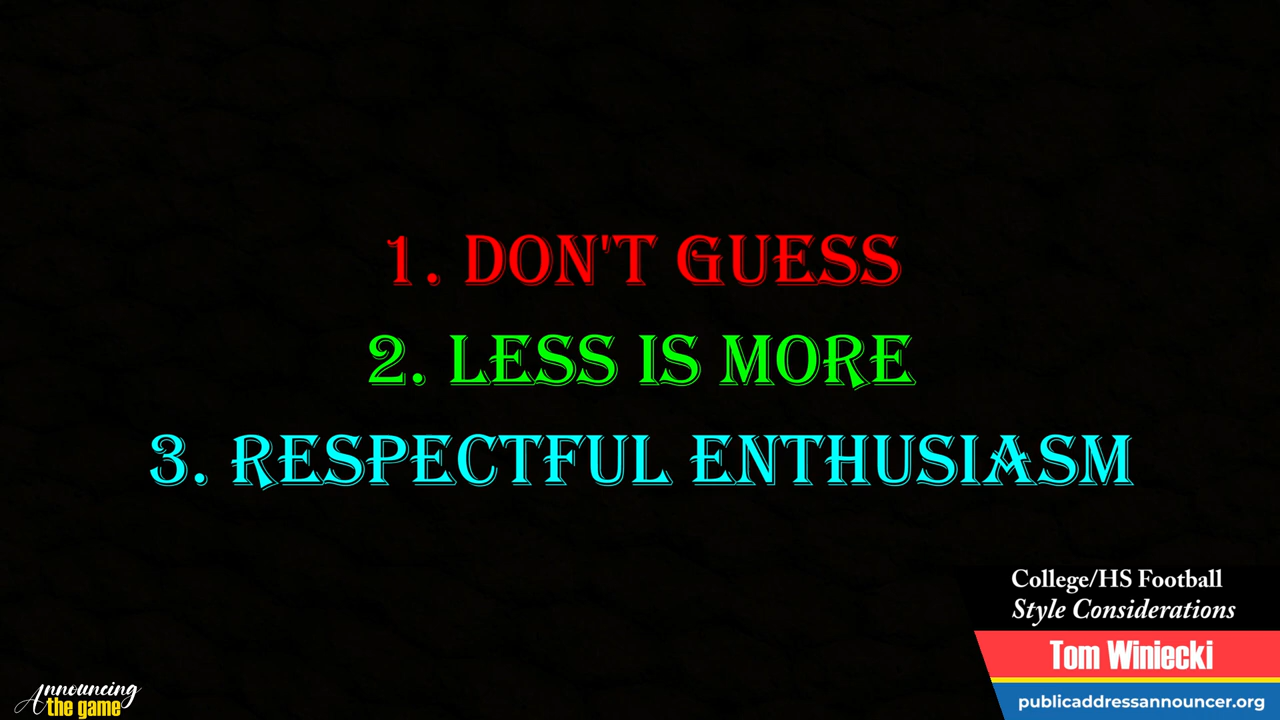 1. DON'T GUESS
2. LESS IS MORE
3. RESPECTFUL ENTHUSIASM
College/HS Football
Style Considerations
Tom Winiecki
publicaddressannouncer.org
Announcing
the game